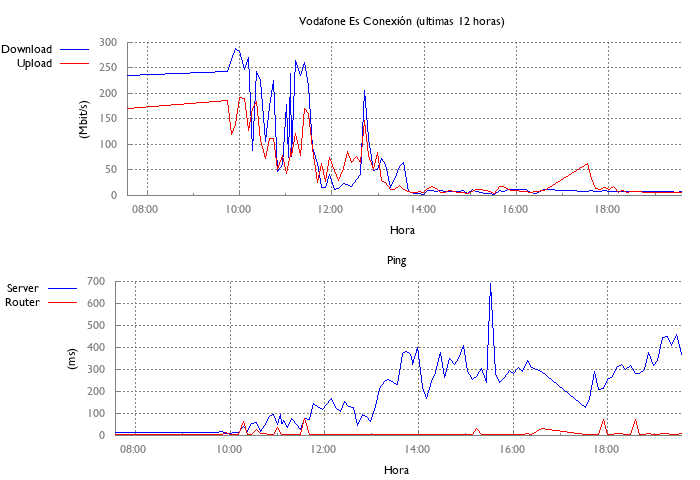 Vodafone Es Conexión (ultimas 12 horas)
Download
Upload
300
250
200
150
100
50
0
(Mbit/s)
08:00 10:00 12:00 14:00 16:00 18:00
Hora
Ping
Server
Router
700
600
500
400
300
200
100
0
(ms)
08:00 10:00 12:00 14:00 16:00 18:00
Hora